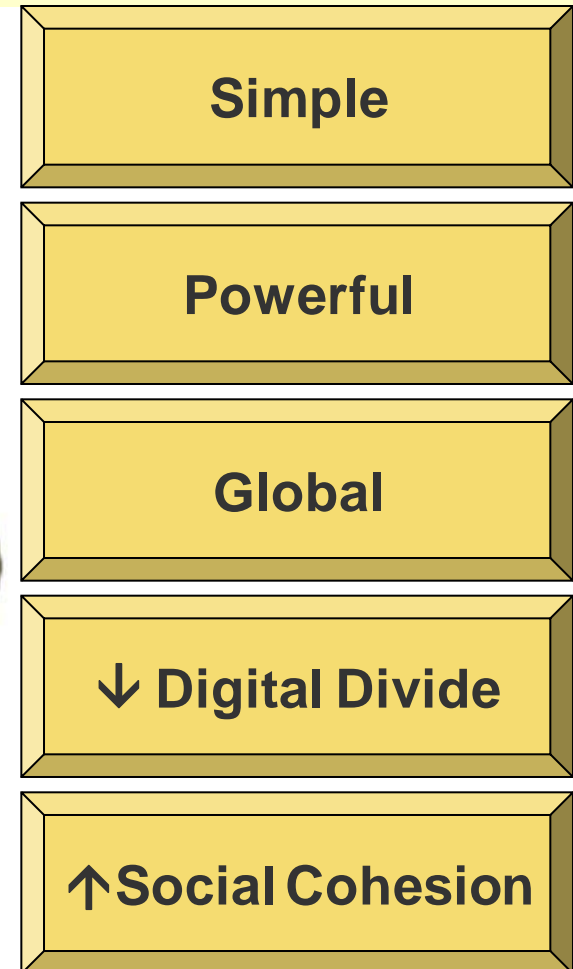 Simple
Powerful
Global
↓ Digital Divide
↑Social Cohesion